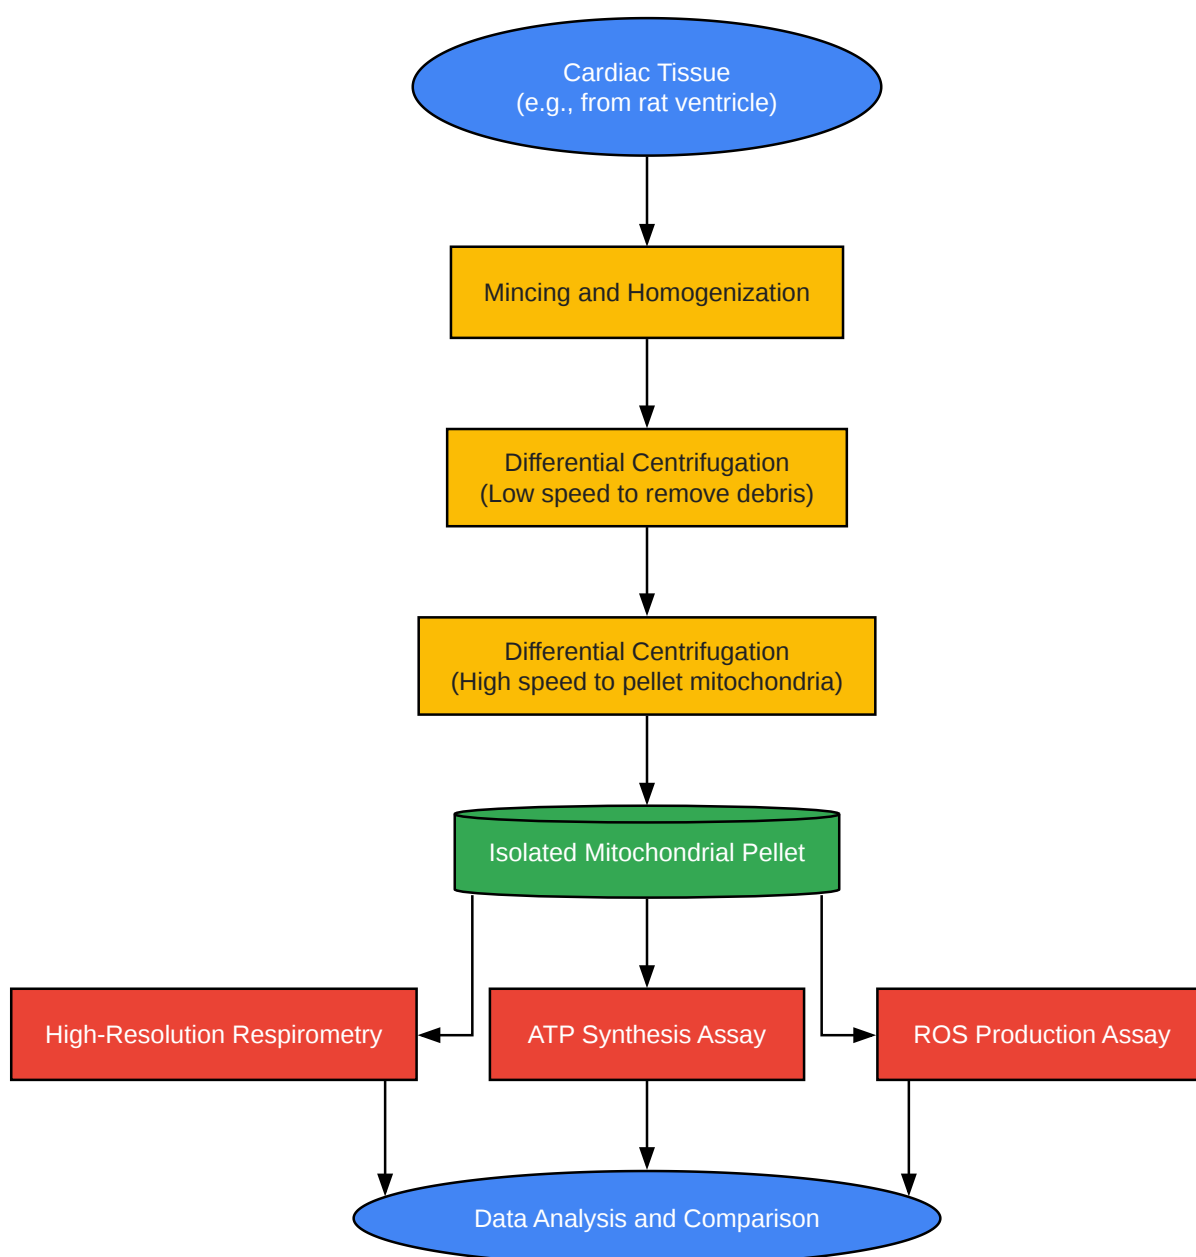 Cardiac Tissue
(e.g., from rat ventricle)
Mincing and Homogenization
Differential Centrifugation
(Low speed to remove debris)
Differential Centrifugation
(High speed to pellet mitochondria)
Isolated Mitochondrial Pellet
High-Resolution Respirometry
ATP Synthesis Assay
ROS Production Assay
Data Analysis and Comparison